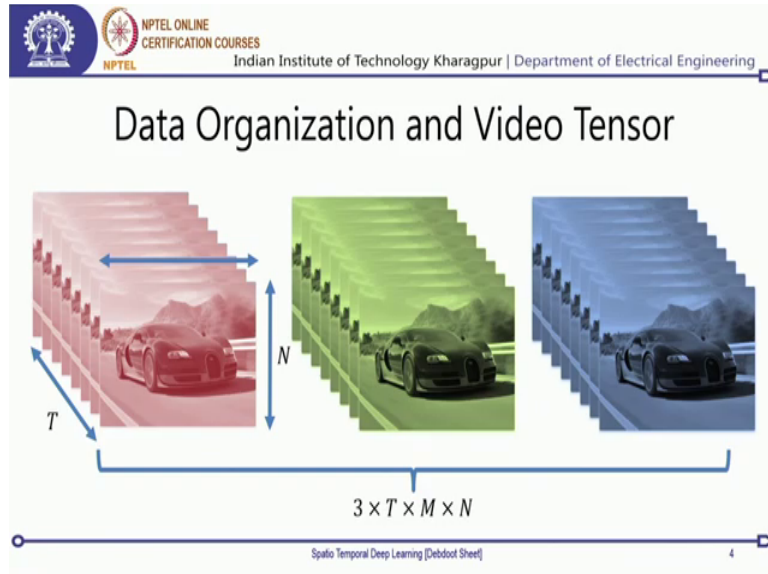 NPTEL ONLINE
CERTIFICATION COURSES
NPTEL
Indian Institute of Technology Kharagpur | Department of Electrical Engineering
Data Organization and Video Tensor
N
T
3 × T × M × N
Spatio Temporal Deep Learning [Debdoot Sheet]
4